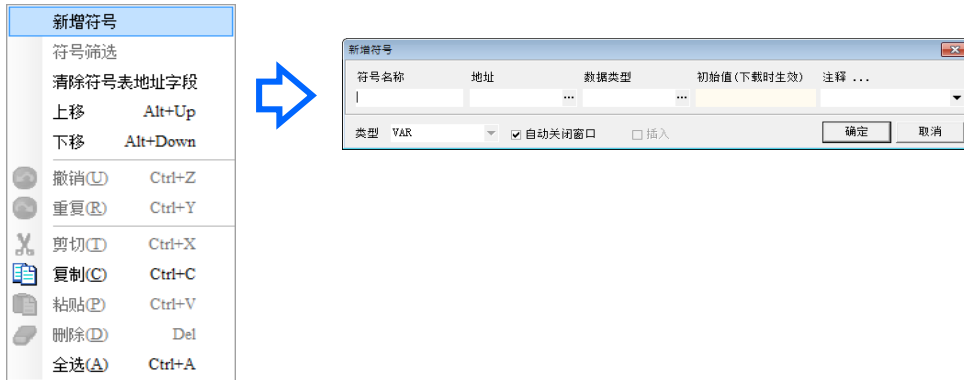 新增符号
符号筛选
清除符号表地址字段
上移 Alt+Up
下移 Alt+Down
撤销(U) Ctrl+Z
重复(R) Ctrl+Y
剪切(T) Ctrl+X
复制(C) Ctrl+C
粘贴(P) Ctrl+V
删除(D) Del
全选(A) Ctrl+A
新增符号
符号名称 地址 数据类型 初始值(下载时生效) 注释 ...
... ...
类型 VAR 自动关闭窗口 插入 确定 取消